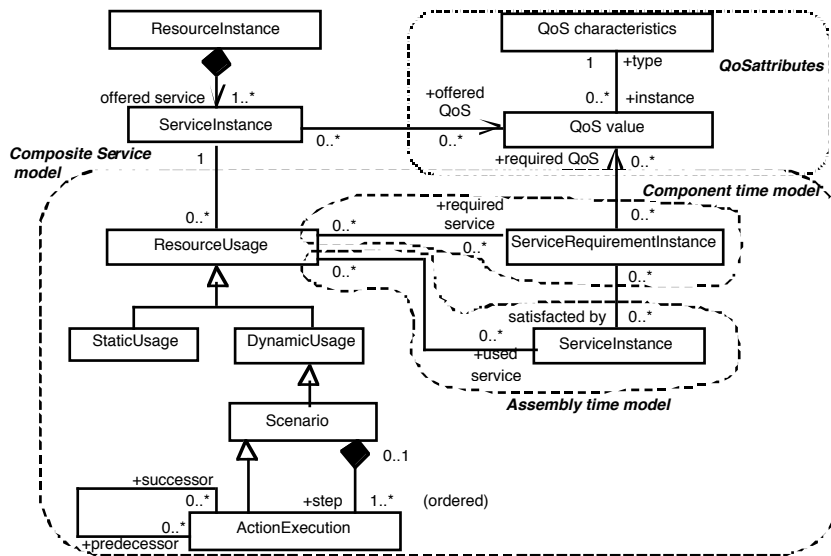 ResourceInstance
QoS characteristics
QoSattributes
1
+type
offered service
1..*
+offered
QoS
0..*
+instance
ServiceInstance
0..*
0..*
QoS value
Composite Service
model
1
+required QoS
0..*
Component time model
0..*
+required
service
0..*
0..*
0..*
ResourceUsage
ServiceRequirementInstance
0..*
0..*
satisfacted by
0..*
StaticUsage
DynamicUsage
0..*
ServiceInstance
+used
service
Assembly time model
Scenario
0..1
+successor
0..*
+step
1..*
(ordered)
0..*
ActionExecution
+predecessor